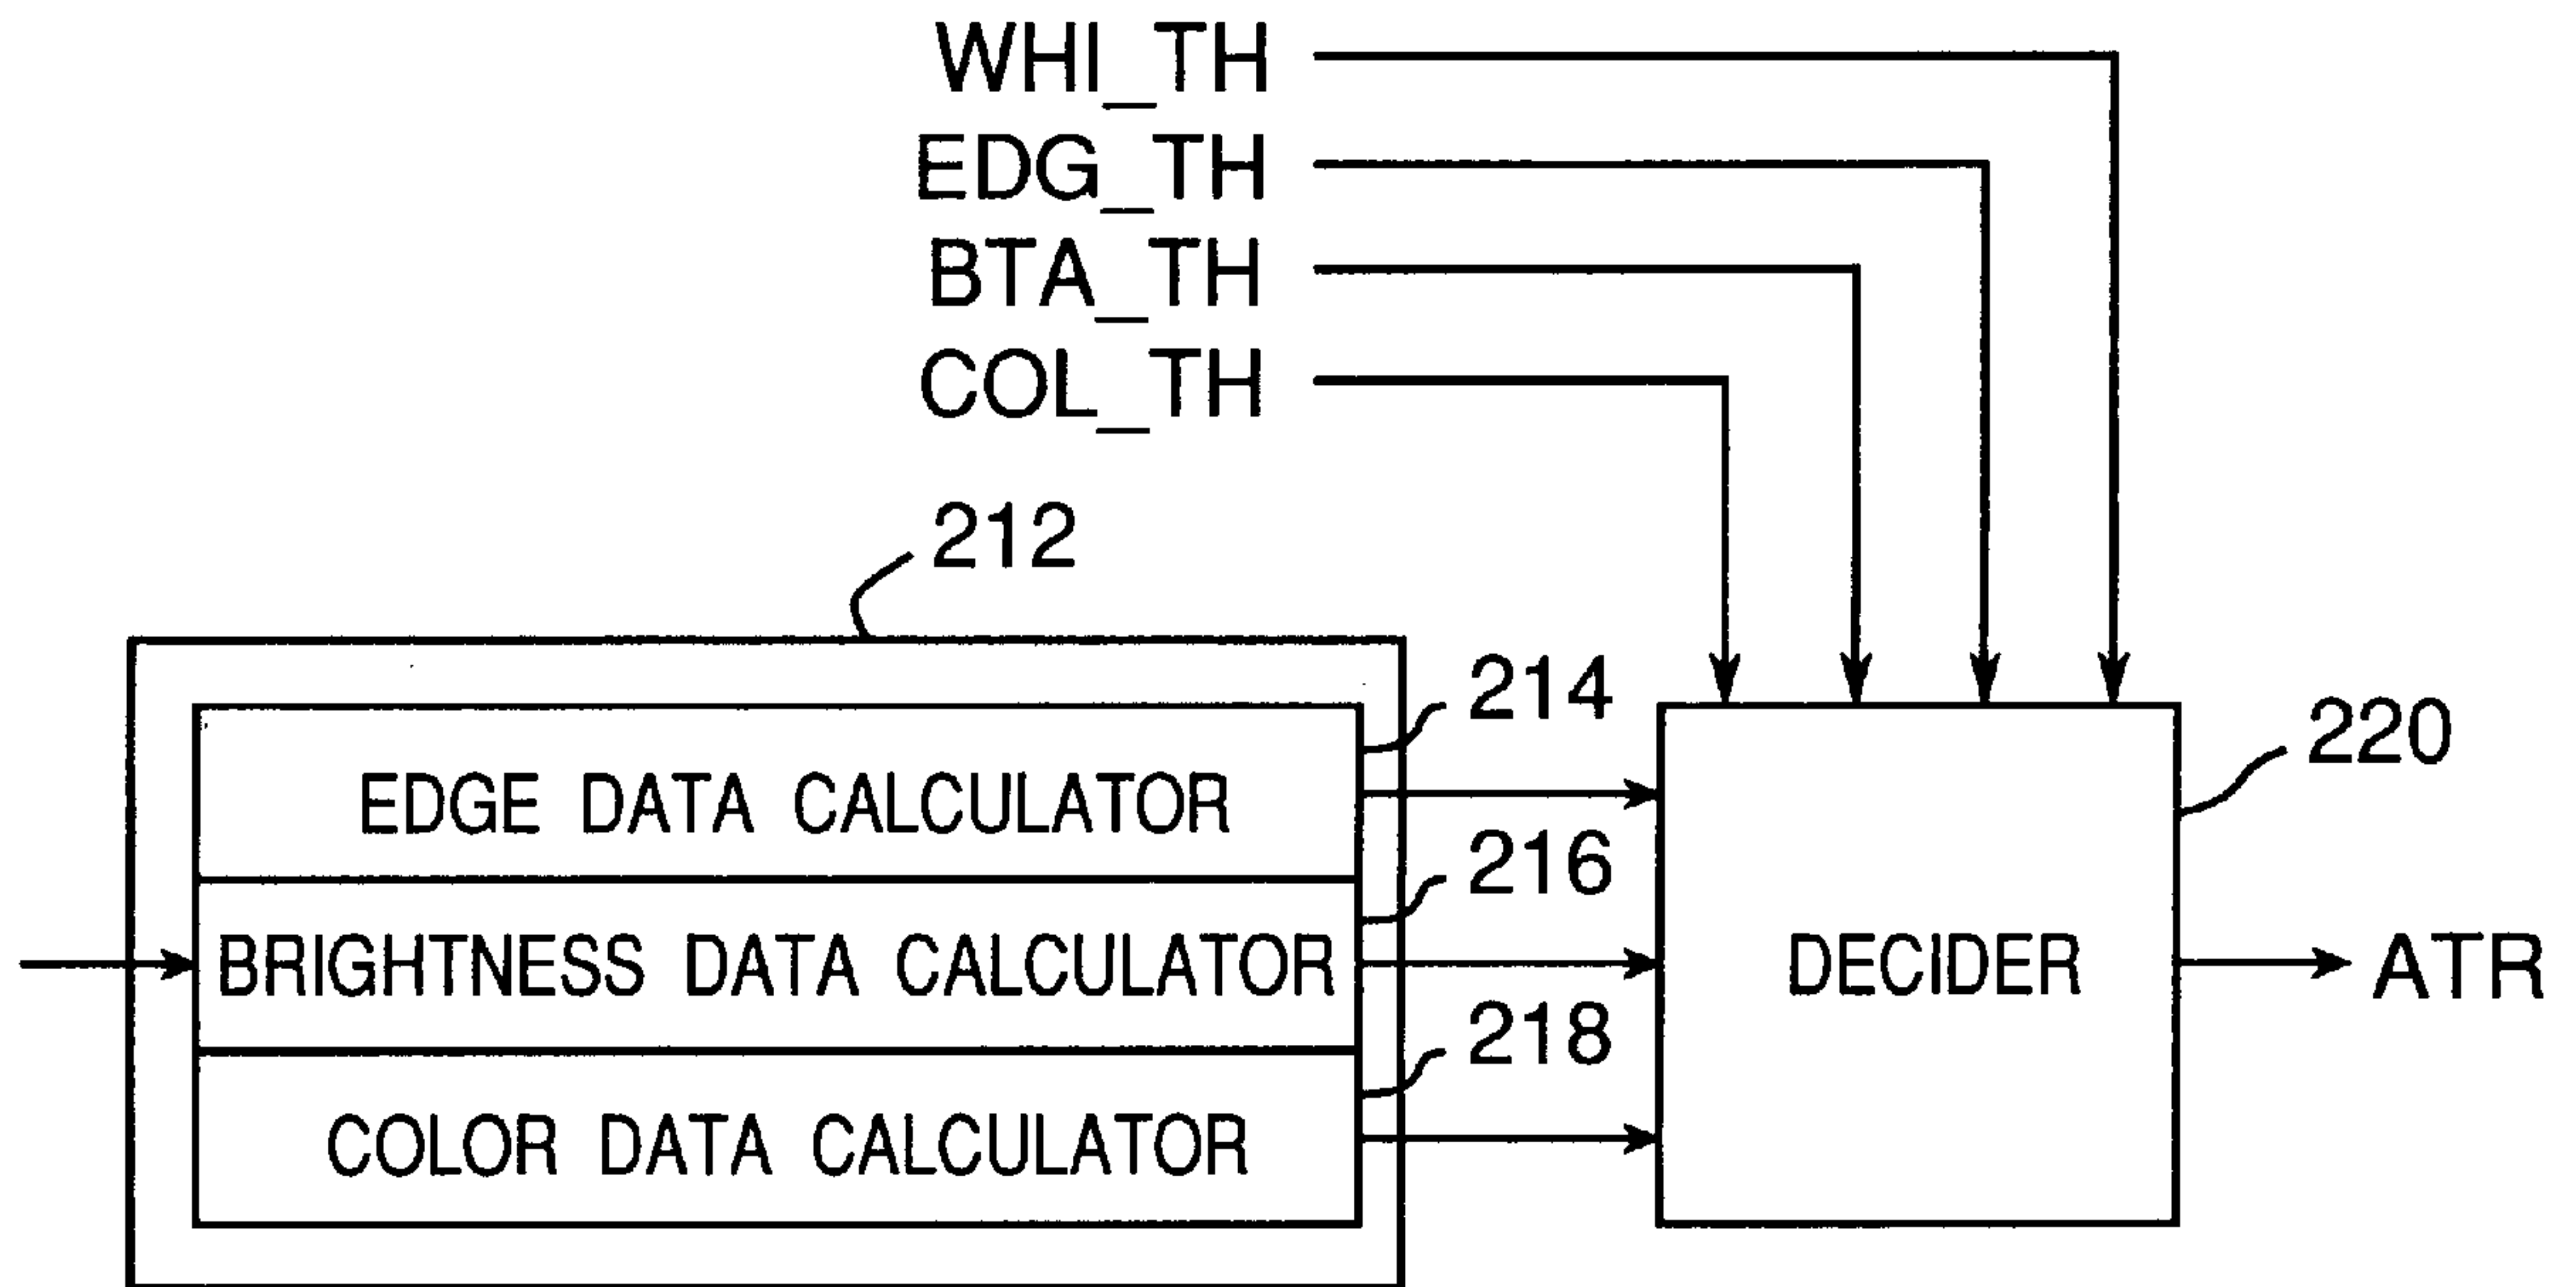 WHI_TH
EDG_TH
BTA_TH
COL_TH
212
214
EDGE DATA CALCULATOR
220
216
BRIGHTNESS DATA CALCULATOR
DECIDER
ATR
218
COLOR DATA CALCULATOR